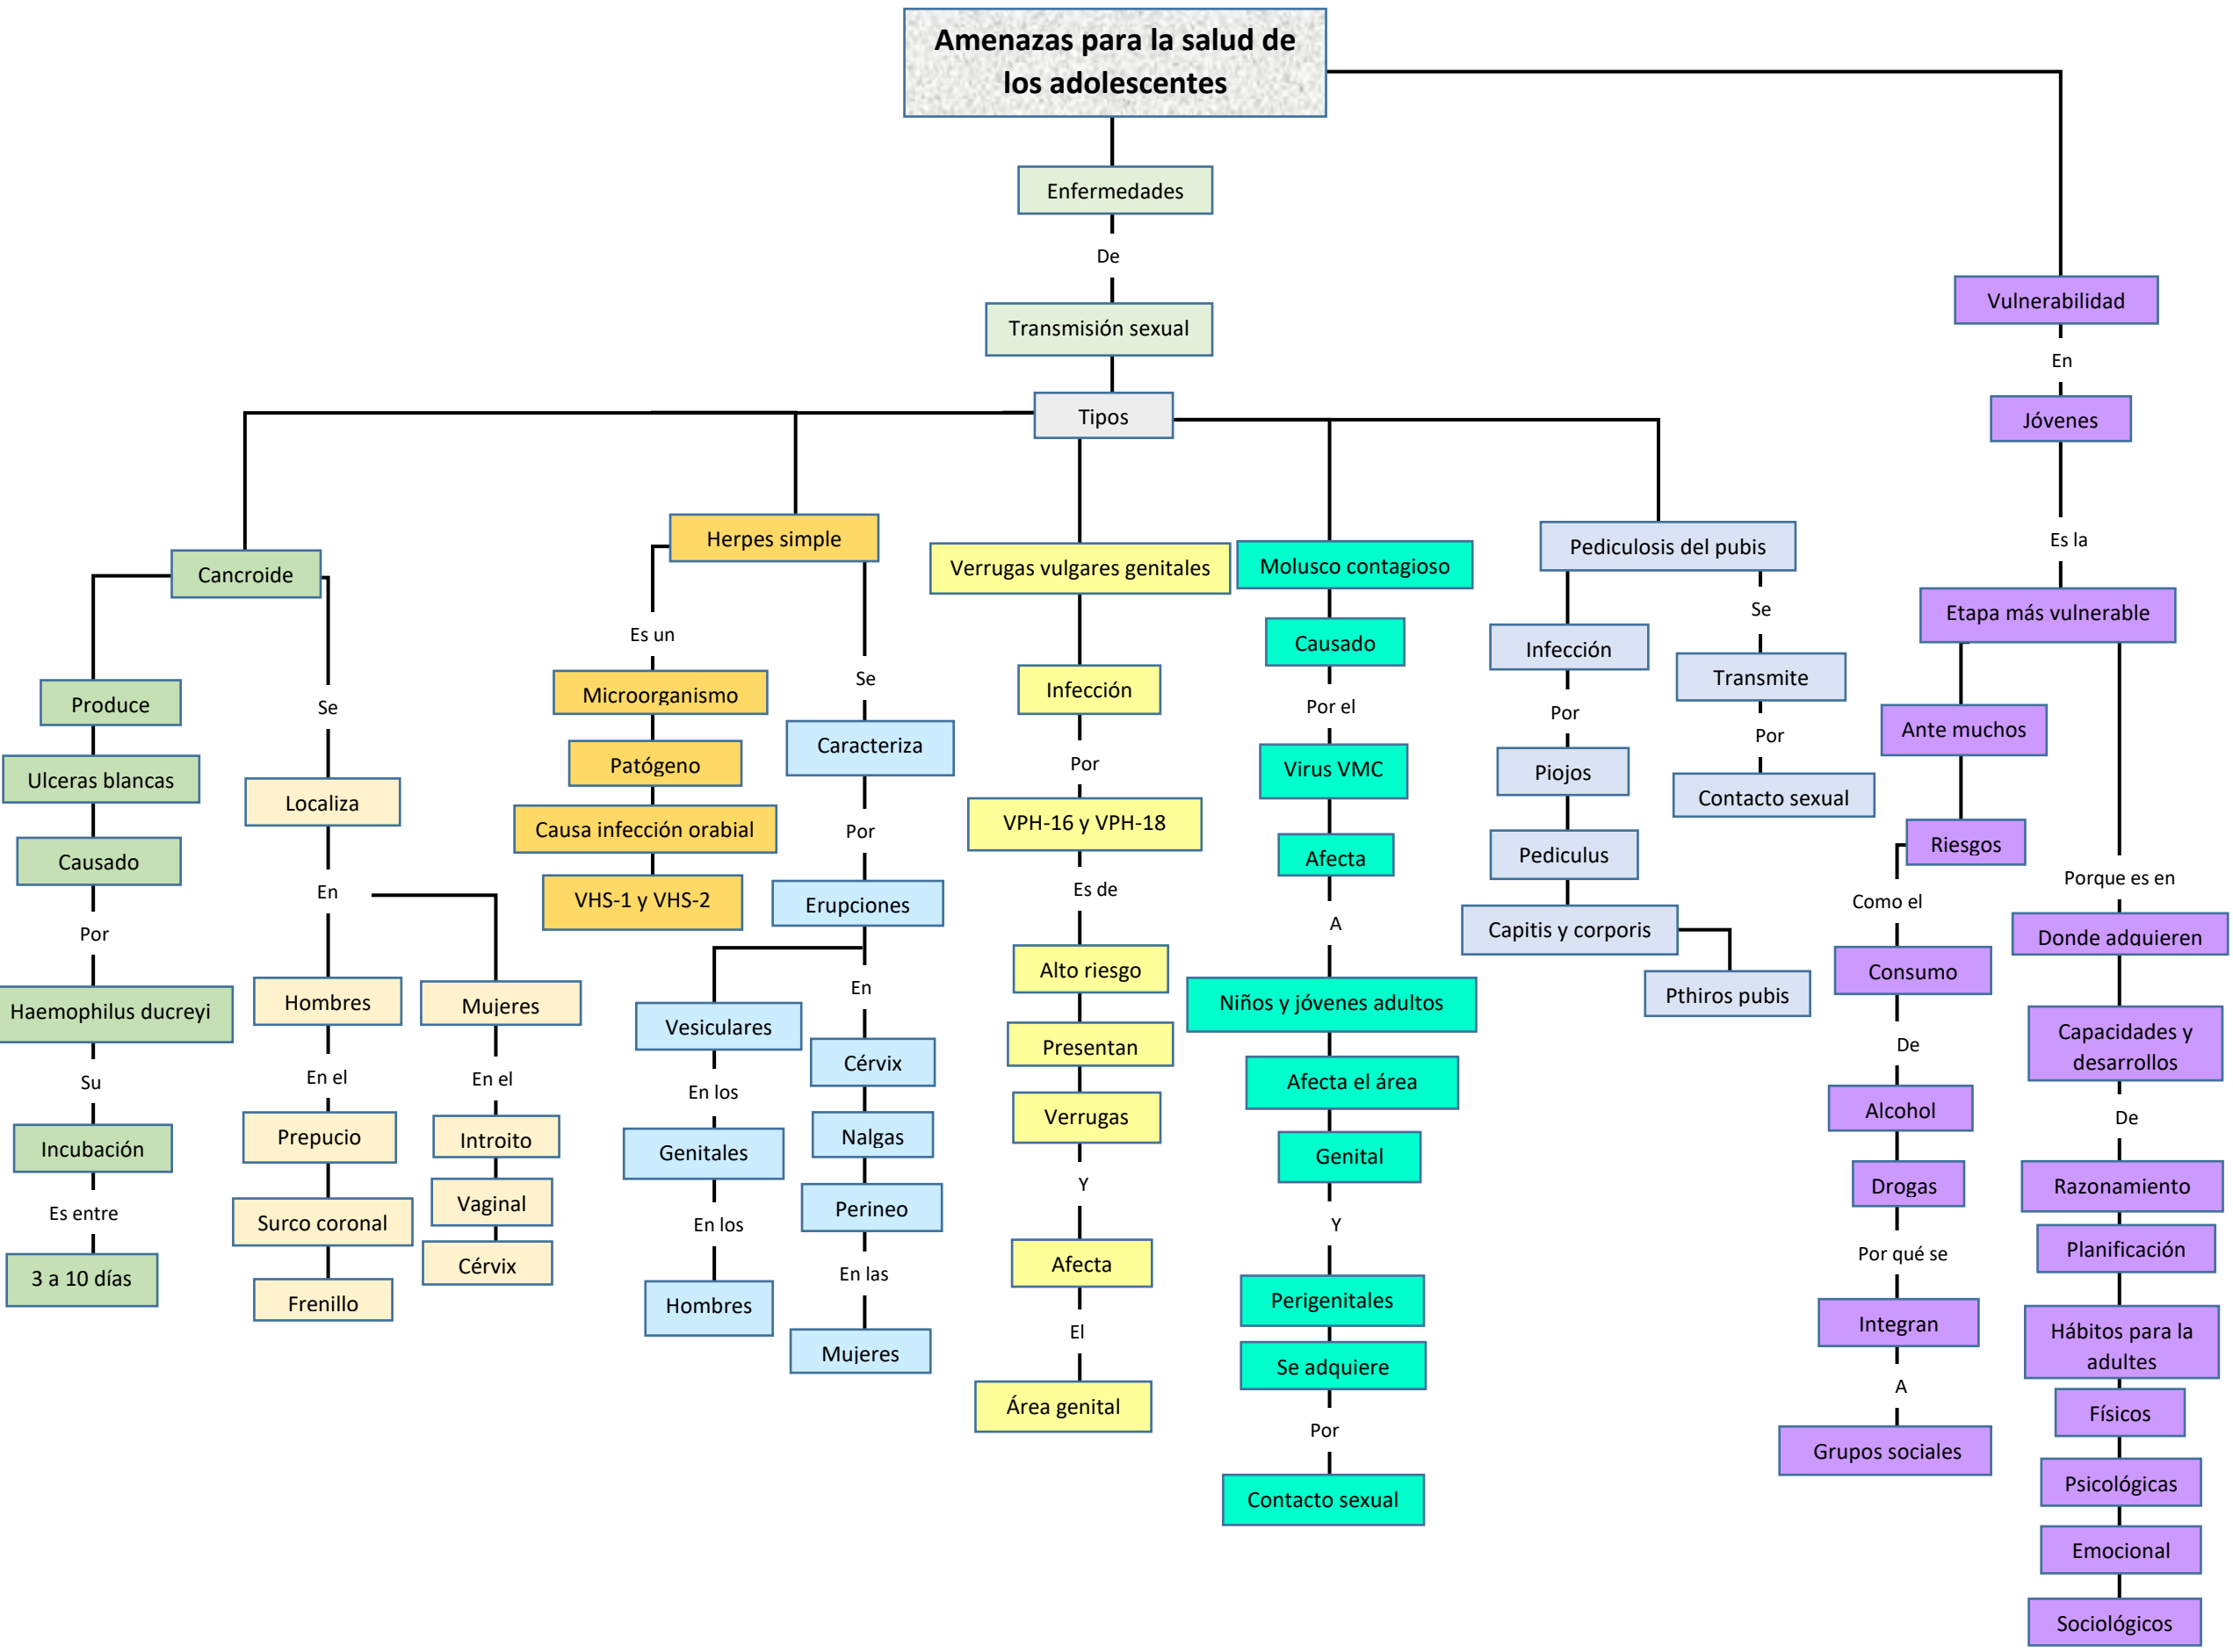 Amenazas para la salud de
los adolescentes
Enfermedades
De
Transmisión sexual
Tipos
Cancroide
Produce
Ulceras blancas
Causado
Por
Haemophilus ducreyi
Su
Incubación
Es entre
3 a 10 días
Se
Localiza
En
Hombres
En el
Prepucio
Surco coronal
Frenillo
Mujeres
En el
Introito
Vaginal
Cérvix
Herpes simple
Es un
Microorganismo
Patógeno
Causa infección orabial
VHS-1 y VHS-2
Se
Caracteriza
Por
Erupciones
Vesiculares
En los
Genitales
En los
Hombres
En
Cérvix
Nalgas
Perineo
En las
Mujeres
Verrugas vulgares genitales
Infección
Por
VPH-16 y VPH-18
Es de
Alto riesgo
Presentan
Verrugas
Y
Afecta
El
Área genital
Molusco contagioso
Causado
Por el
Virus VMC
Afecta
A
Niños y jóvenes adultos
Afecta el área
Genital
Y
Perigenitales
Se adquiere
Por
Contacto sexual
Pediculosis del pubis
Infección
Por
Piojos
Pediculus
Capitis y corporis
Pthiros pubis
Se
Transmite
Por
Contacto sexual
Vulnerabilidad
En
Jóvenes
Es la
Etapa más vulnerable
Ante muchos
Riesgos
Como el
Consumo
De
Alcohol
Drogas
Por qué se
Integran
A
Grupos sociales
Porque es en
Donde adquieren
Capacidades y
desarrollos
De
Razonamiento
Planificación
Hábitos para la
adultes
Físicos
Psicológicas
Emocional
Sociológicos